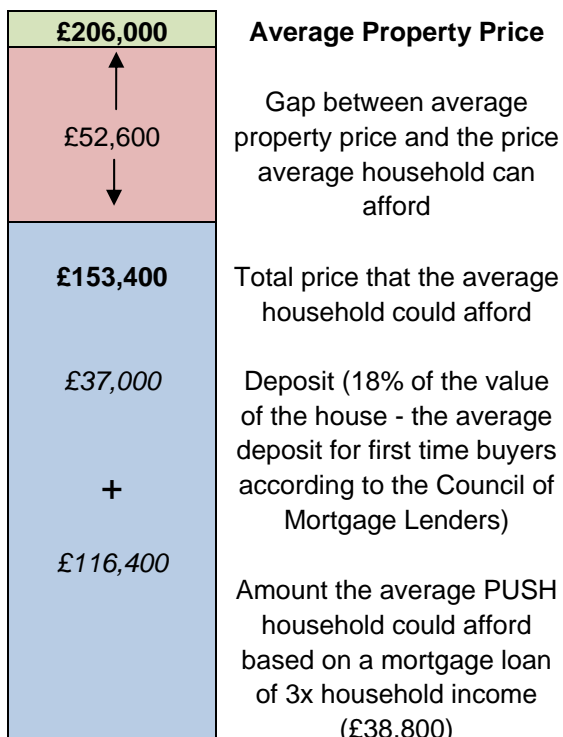 £206,000 Average Property Price
£52,600
Gap between average
property price and the price
average household can
afford
£153,400
Total price that the average
household could afford
£37,000
Deposit (18% of the value
of the house - the average
deposit for first time buyers
according to the Council of
Mortgage Lenders)
+
£116,400
Amount the average PUSH
household could afford
based on a mortgage loan
of 3x household income
(£38,800)